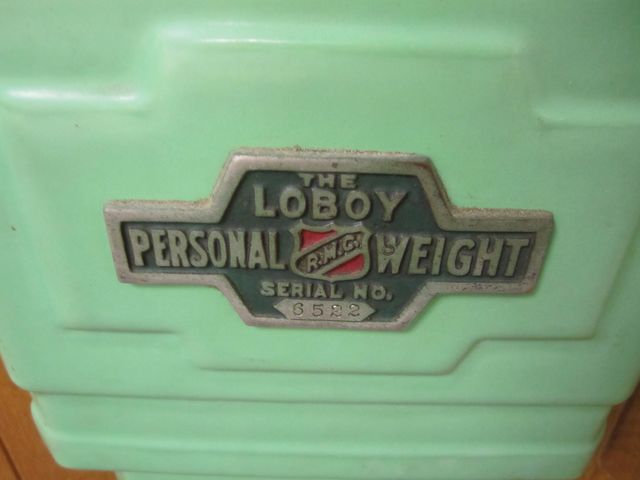 THE
LOBOY
PERSONAL R.M.C. WEIGHT
SERIAL NO.
6522